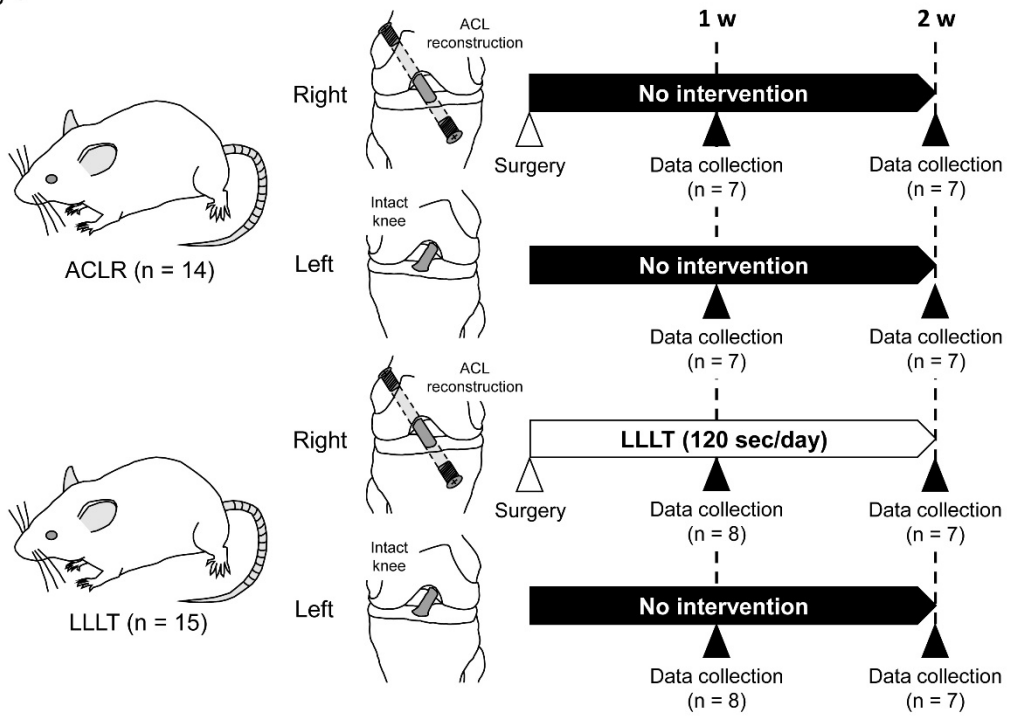 1 w
2 w
ACL
reconstruction
Right
No intervention
Surgery
Data collection
(n = 7)
Data collection
(n = 7)
Intact
knee
Left
No intervention
ACLR (n = 14)
Data collection
(n = 7)
Data collection
(n = 7)
ACL
reconstruction
Right
LLLT (120 sec/day)
Surgery
Data collection
(n = 8)
Data collection
(n = 7)
Intact
knee
Left
No intervention
LLLT (n = 15)
Data collection
(n = 8)
Data collection
(n = 7)